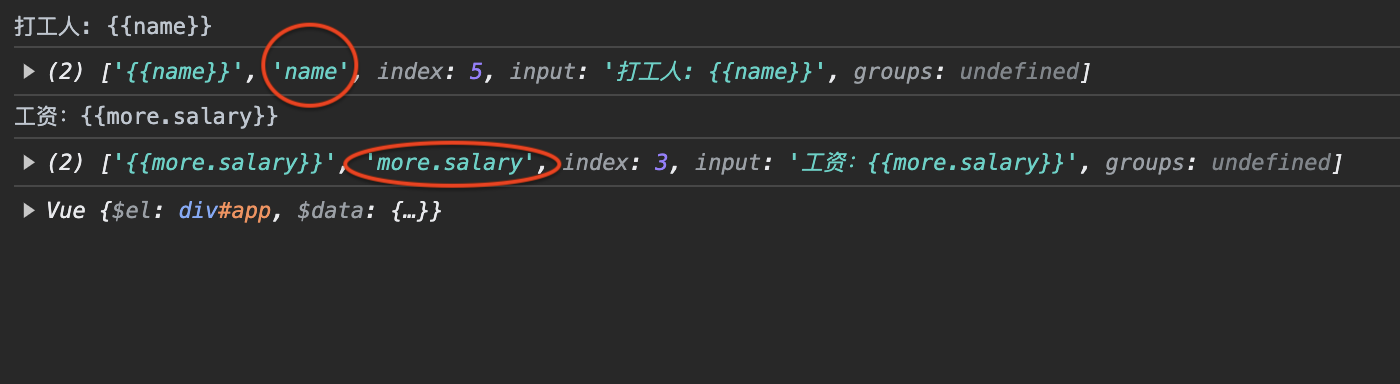 打工人: {{name}}
(2) ['{{name}}', 'name', index: 5, input: '打工人: {{name}}', groups: undefined]
工资：{{more.salary}}
(2) ['{{more.salary}}', 'more.salary', index: 3, input: '工资：{{more.salary}}', groups: undefined]
Vue {$el: div#app, $data: {…}}